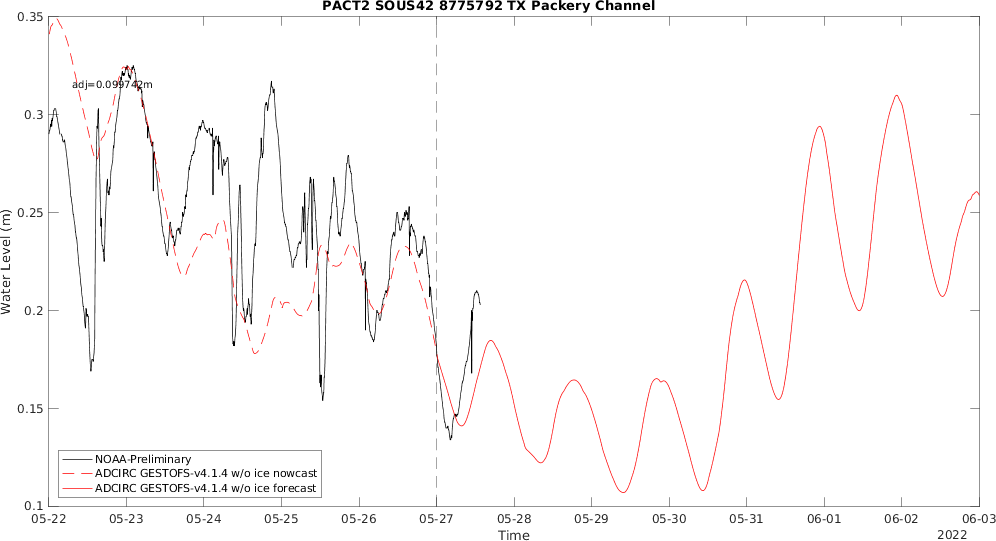 PACT2 SOUS42 8775792 TX Packery Channel
0.35
adj=0.099742m
0.3
0.25
Water Level (m)
0.2
0.15
NOAA-Preliminary
ADCIRC GESTOFS-v4.1.4 w/o ice nowcast
ADCIRC GESTOFS-v4.1.4 w/o ice forecast
0.1
05-22 05-23 05-24 05-25 05-26 05-27 05-28 05-29 05-30 05-31 06-01 06-02 06-03
Time
2022